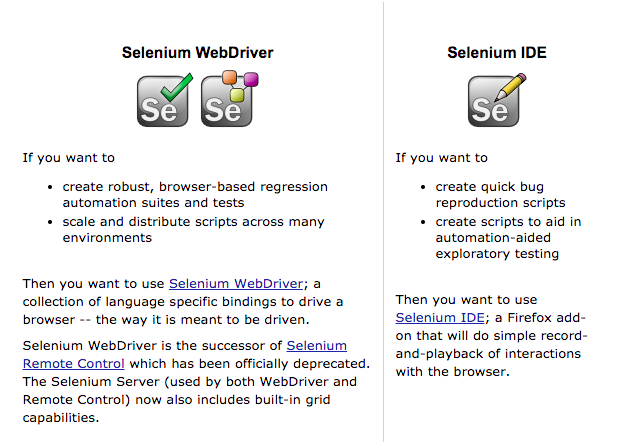 Selenium WebDriver
Se Se
If you want to
• create robust, browser-based regression
automation suites and tests
• scale and distribute scripts across many
environments
Then you want to use Selenium WebDriver; a
collection of language specific bindings to drive a
browser -- the way it is meant to be driven.
Selenium WebDriver is the successor of Selenium
Remote Control which has been officially deprecated.
The Selenium Server (used by both WebDriver and
Remote Control) now also includes built-in grid
capabilities.
Selenium IDE
Se
If you want to
• create quick bug
reproduction scripts
• create scripts to aid in
automation-aided
exploratory testing
Then you want to use
Selenium IDE; a Firefox add-
on that will do simple record-
and-playback of interactions
with the browser.